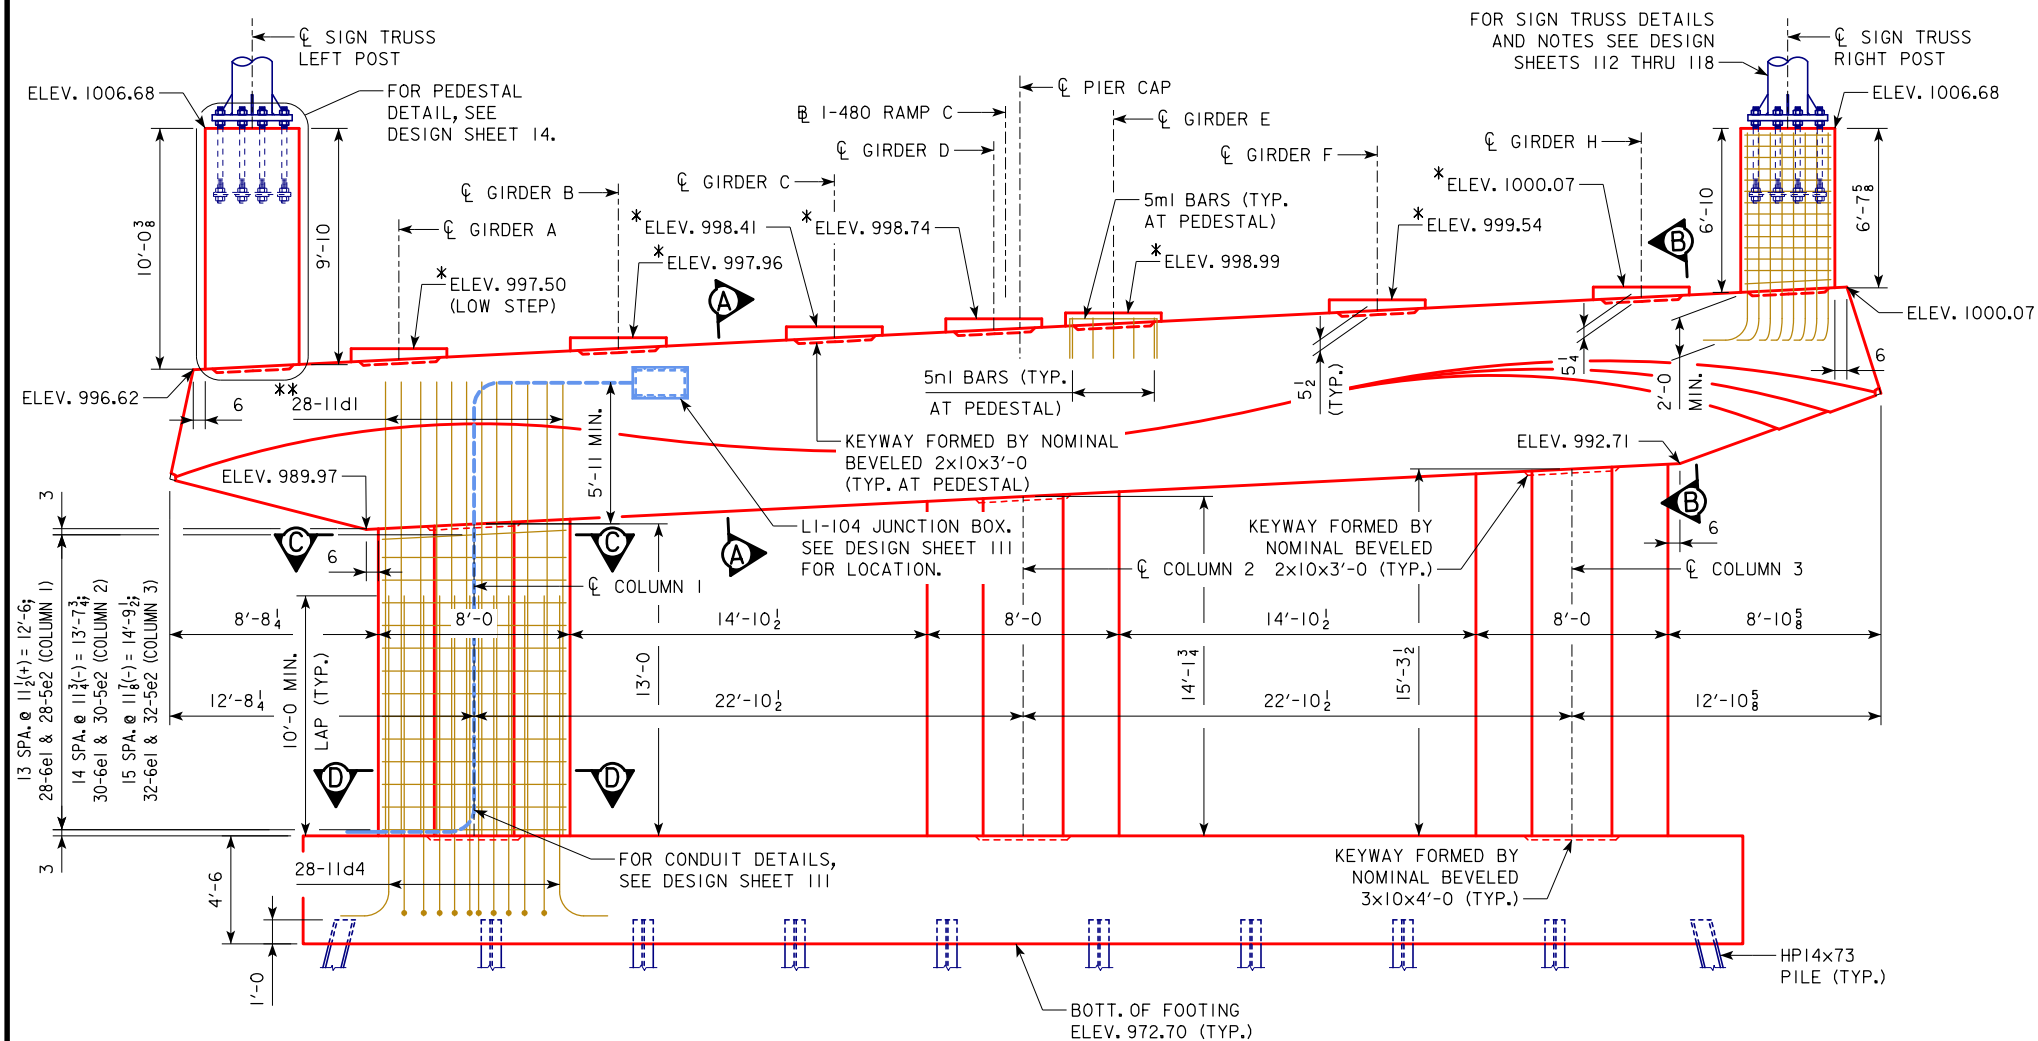 ℄ SIGN TRUSS
LEFT POST
FOR SIGN TRUSS DETAILS
AND NOTES SEE DESIGN
SHEETS 112 THRU 118
℄ SIGN TRUSS
RIGHT POST
ELEV. 1006.68
FOR PEDESTAL
DETAIL, SEE
DESIGN SHEET 14.
℄ PIER CAP
ELEV. 1006.68
I-480 RAMP C
℄ GIRDER E
℄ GIRDER D
℄ GIRDER F
℄ GIRDER H
℄ GIRDER B
℄ GIRDER C
℄ GIRDER A
*ELEV. 1000.07
5m1 BARS (TYP.
AT PEDESTAL)
*ELEV. 998.41
*ELEV. 998.74
*ELEV. 999.54
*ELEV. 997.96
*ELEV. 998.99
*ELEV. 997.50
(LOW STEP)
10'-0 3/8
9'-10
6'-10
6'-7 5/8
A
B
ELEV. 1000.07
ELEV. 996.62
6
**
28-11d1
5'-11 MIN.
5n1 BARS (TYP.
AT PEDESTAL)
5 1/2
(TYP.)
5 1/4
2'-0
MIN.
6
KEYWAY FORMED BY NOMINAL
BEVELED 2x10x3'-0
(TYP. AT PEDESTAL)
ELEV. 992.71
ELEV. 989.97
L1-104 JUNCTION BOX.
SEE DESIGN SHEET 111
FOR LOCATION.
KEYWAY FORMED BY
NOMINAL BEVELED
2x10x3'-0 (TYP.)
B
A
C
C
6
6
3
℄ COLUMN 1
℄ COLUMN 2
℄ COLUMN 3
13 SPA. @ 11 1/2(+) = 12'-6;
28-6e1 & 28-5e2 (COLUMN 1)
14 SPA. @ 11 3/4(-) = 13'-7 3/4;
30-6e1 & 30-5e2 (COLUMN 2)
15 SPA. @ 11 7/8(-) = 14'-9 1/2;
32-6e1 & 32-5e2 (COLUMN 3)
8'-8 1/4
8'-0
14'-10 1/2
8'-0
14'-10 1/2
8'-0
8'-10 5/8
10'-0 MIN.
LAP (TYP.)
13'-0
14'-1 3/4
15'-3 1/2
12'-8 1/4
22'-10 1/2
22'-10 1/2
12'-10 5/8
D
D
3
28-11d4
4'-6
1'-0
FOR CONDUIT DETAILS,
SEE DESIGN SHEET 111
KEYWAY FORMED BY
NOMINAL BEVELED
3x10x4'-0 (TYP.)
HP14x73
PILE (TYP.)
BOTT. OF FOOTING
ELEV. 972.70 (TYP.)